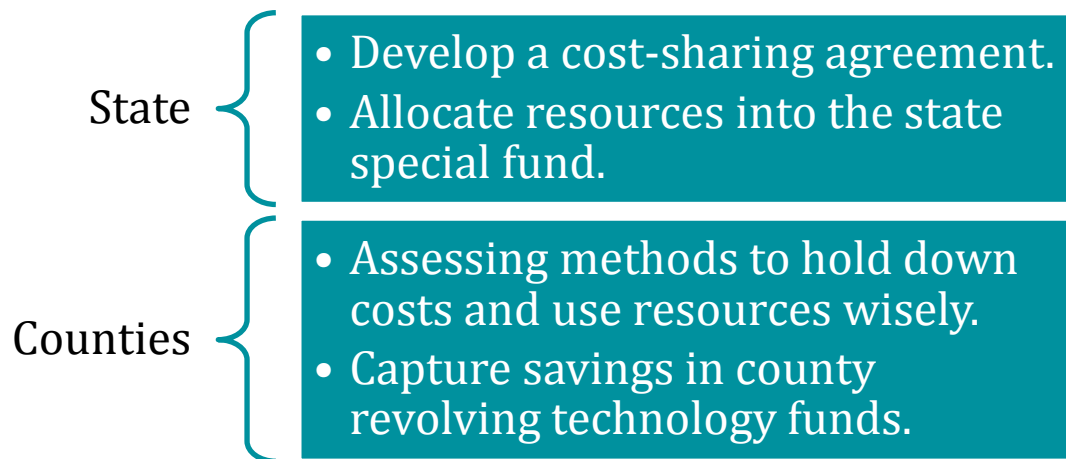 State
• Develop a cost-sharing agreement.
• Allocate resources into the state
special fund.
Counties
• Assessing methods to hold down
costs and use resources wisely.
• Capture savings in county
revolving technology funds.